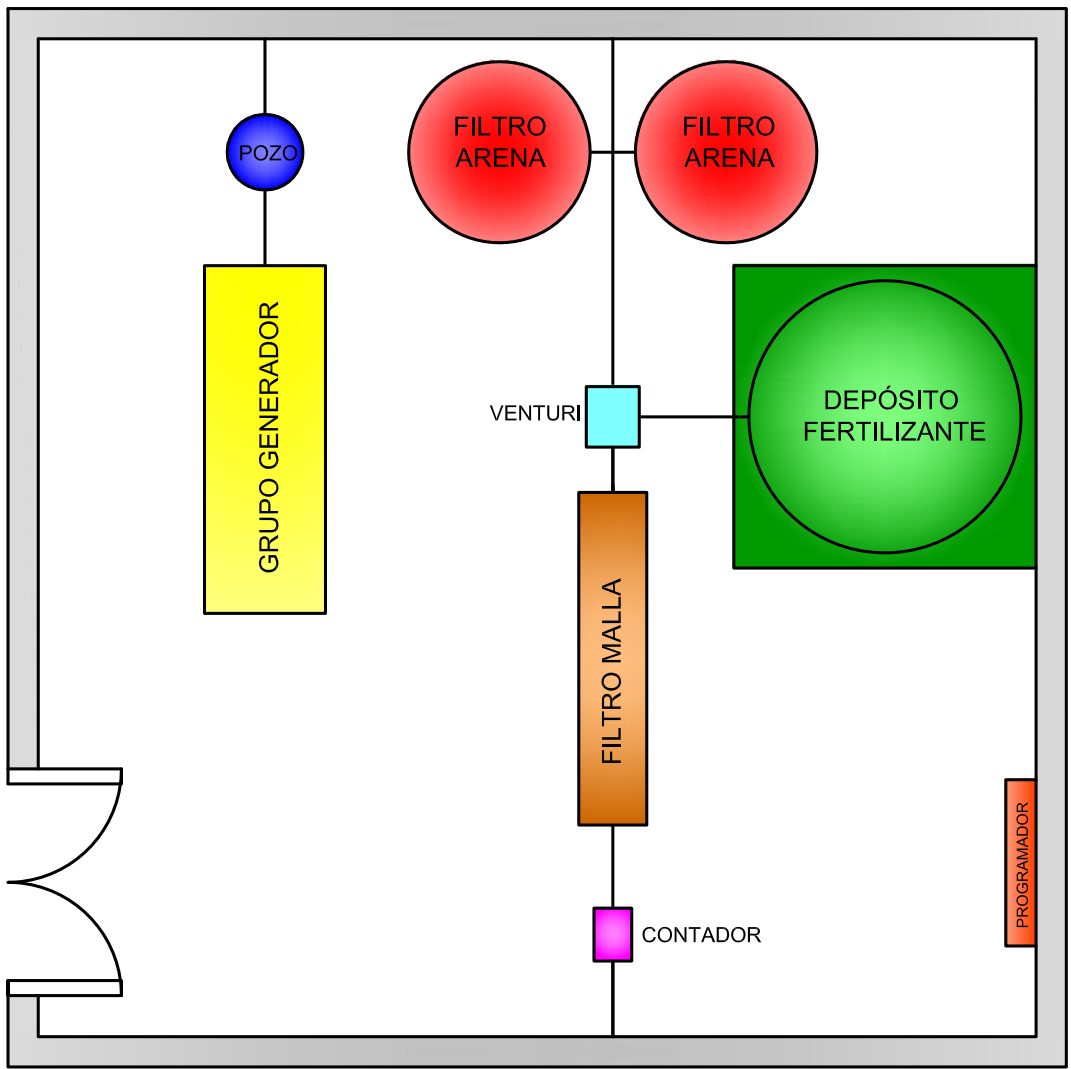 FILTRO
ARENA
FILTRO
ARENA
POZO
GRUPO GENERADOR
VENTURI
DEPÓSITO
FERTILIZANTE
FILTRO MALLA
PROGRAMADOR
CONTADOR